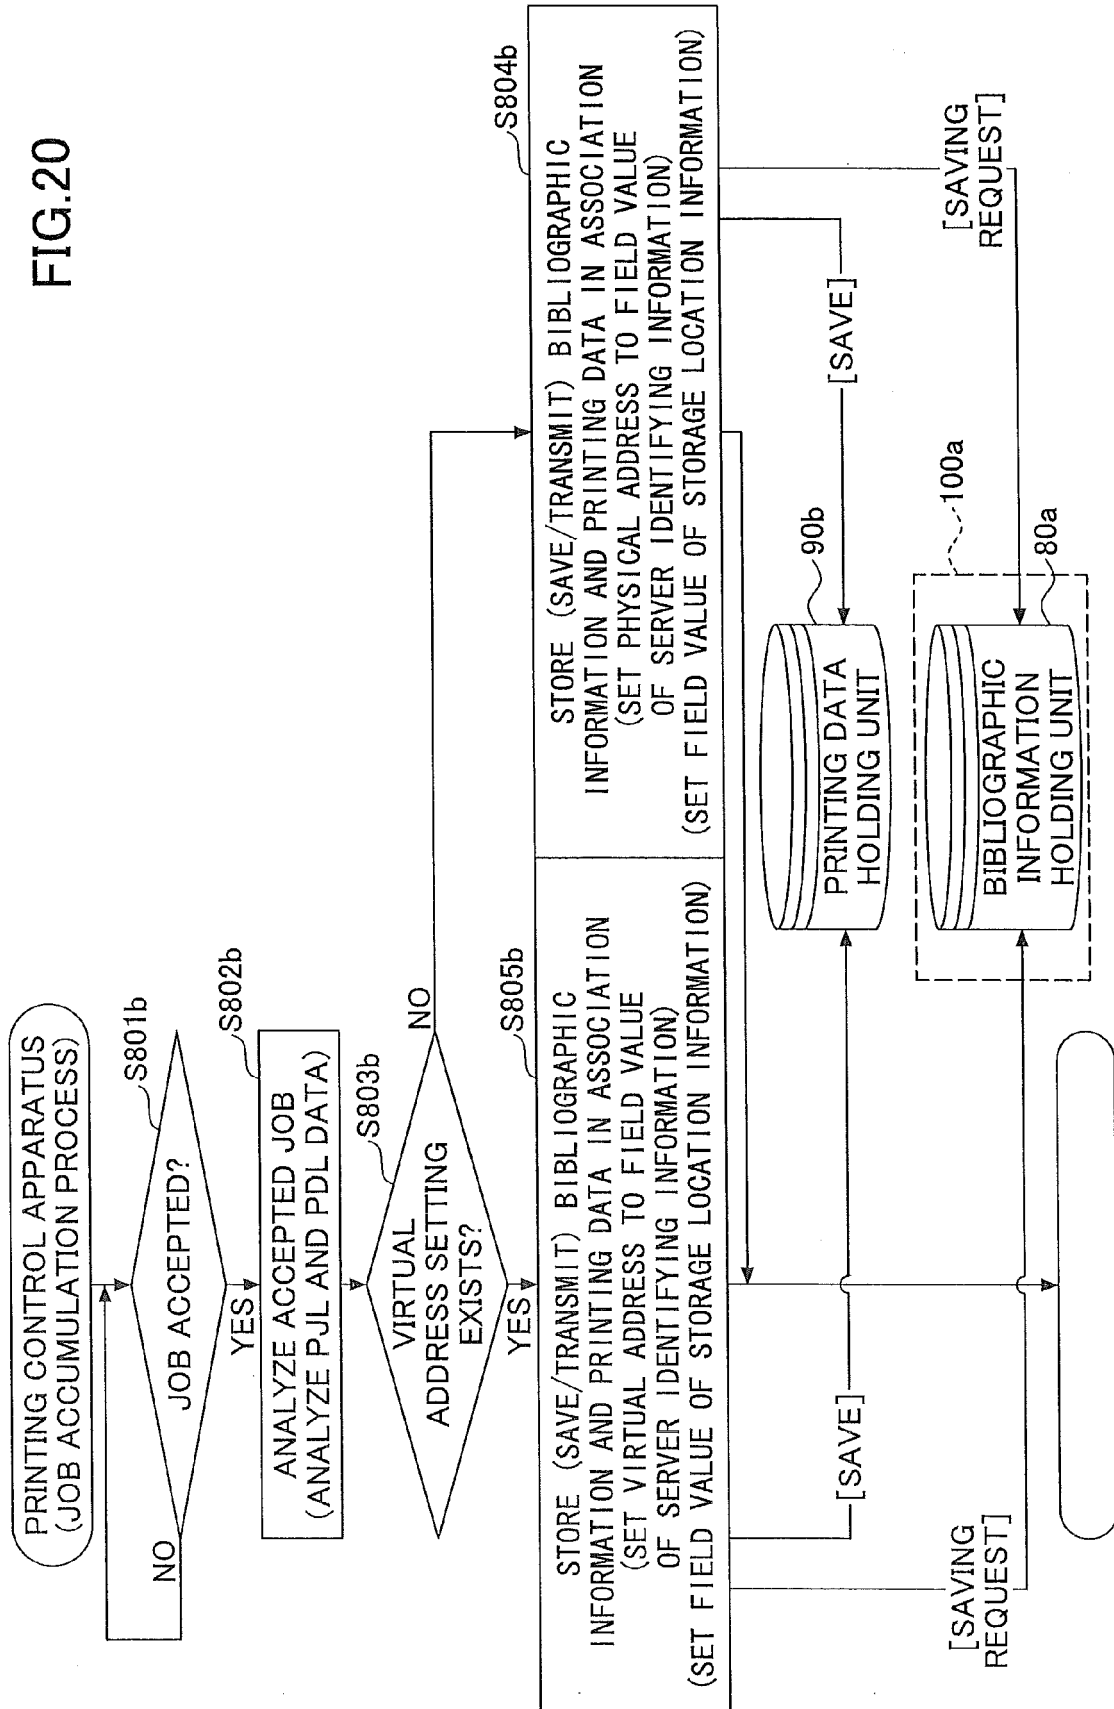 FIG.20
PRINTING CONTROL APPARATUS
(JOB ACCUMULATION PROCESS)
S801b
JOB ACCEPTED?
NO
YES
S802b
ANALYZE ACCEPTED JOB
(ANALYZE PJL AND PDL DATA)
S803b
VIRTUAL
ADDRESS SETTING
EXISTS?
NO
YES
S805b
STORE (SAVE/TRANSMIT) BIBLIOGRAPHIC
INFORMATION AND PRINTING DATA IN ASSOCIATION
(SET VIRTUAL ADDRESS TO FIELD VALUE
OF SERVER IDENTIFYING INFORMATION)
(SET FIELD VALUE OF STORAGE LOCATION INFORMATION)
S804b
STORE (SAVE/TRANSMIT) BIBLIOGRAPHIC
INFORMATION AND PRINTING DATA IN ASSOCIATION
(SET PHYSICAL ADDRESS TO FIELD VALUE
OF SERVER IDENTIFYING INFORMATION)
(SET FIELD VALUE OF STORAGE LOCATION INFORMATION)
[SAVE]
90b
PRINTING DATA
HOLDING UNIT
[SAVE]
[SAVING
REQUEST]
100a
80a
BIBLIOGRAPHIC
INFORMATION
HOLDING UNIT
[SAVING
REQUEST]